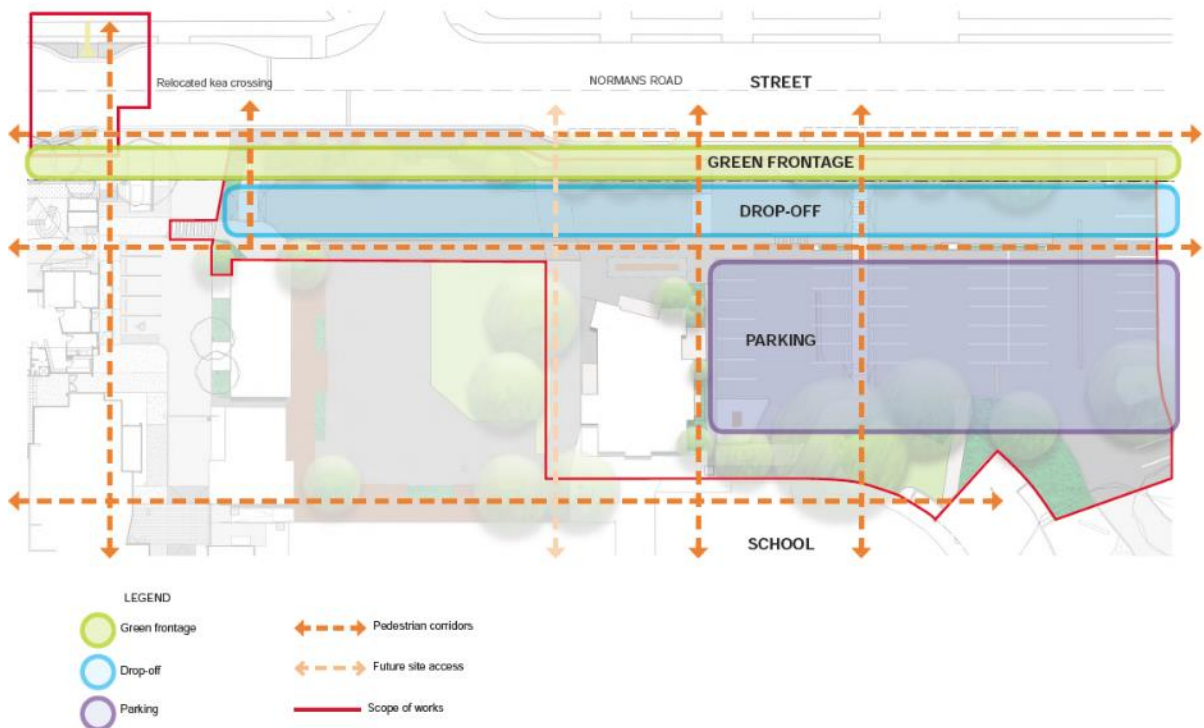 Relocated kea crossing
NORMANS ROAD
STREET
GREEN FRONTAGE
DROP-OFF
PARKING
SCHOOL
LEGEND
Green frontage
Pedestrian corridors
Drop-off
Future site access
Parking
Scope of works